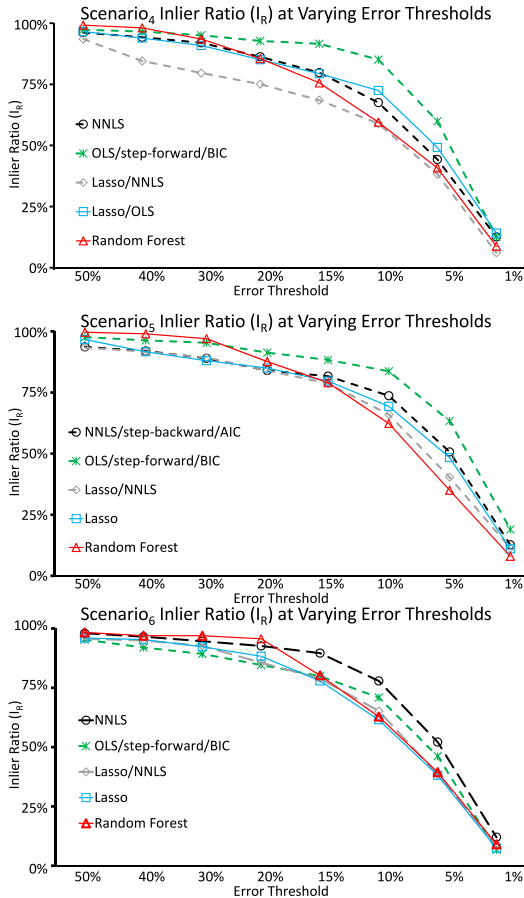 Scenario4 Inlier Ratio (IR) at Varying Error Thresholds
100%
75%
50%
25%
0%
Inlier Ratio (IR)
NNLS
OLS/step-forward/BIC
Lasso/NNLS
Lasso/OLS
Random Forest
50% 40% 30% 20% 15% 10% 5% 1%
Error Threshold
Scenario5 Inlier Ratio (IR) at Varying Error Thresholds
100%
75%
50%
25%
0%
Inlier Ratio (IR)
NNLS/step-backward/AIC
OLS/step-forward/BIC
Lasso/NNLS
Lasso
Random Forest
50% 40% 30% 20% 15% 10% 5% 1%
Error Threshold
Scenario6 Inlier Ratio (IR) at Varying Error Thresholds
100%
75%
50%
25%
0%
Inlier Ratio (IR)
NNLS
OLS/step-forward/BIC
Lasso/NNLS
Lasso
Random Forest
50% 40% 30% 20% 15% 10% 5% 1%
Error Threshold